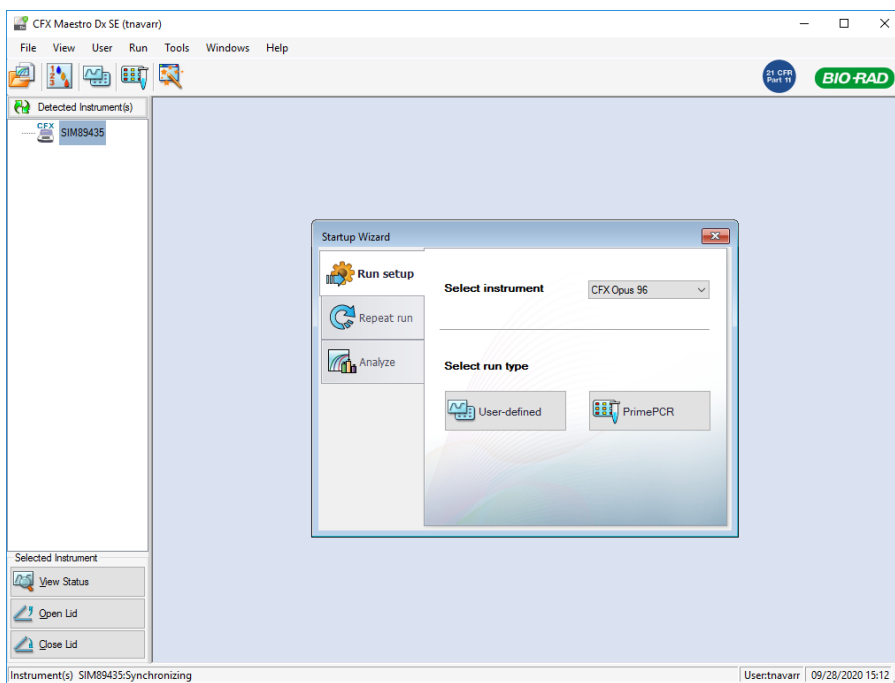 CFX Maestro Dx SE (tnavarr)
File View User Run Tools Windows Help
21 CFR
Part 11
BIO-RAD
Detected Instrument(s)
CFX
SIM89435
Startup Wizard
Run setup
Repeat run
Analyze
Select instrument
CFX Opus 96
Select run type
User-defined
PrimePCR
Selected Instrument
View Status
Open Lid
Close Lid
Instrument(s) SIM89435:Synchronizing
User:tnavarr
09/28/2020 15:12